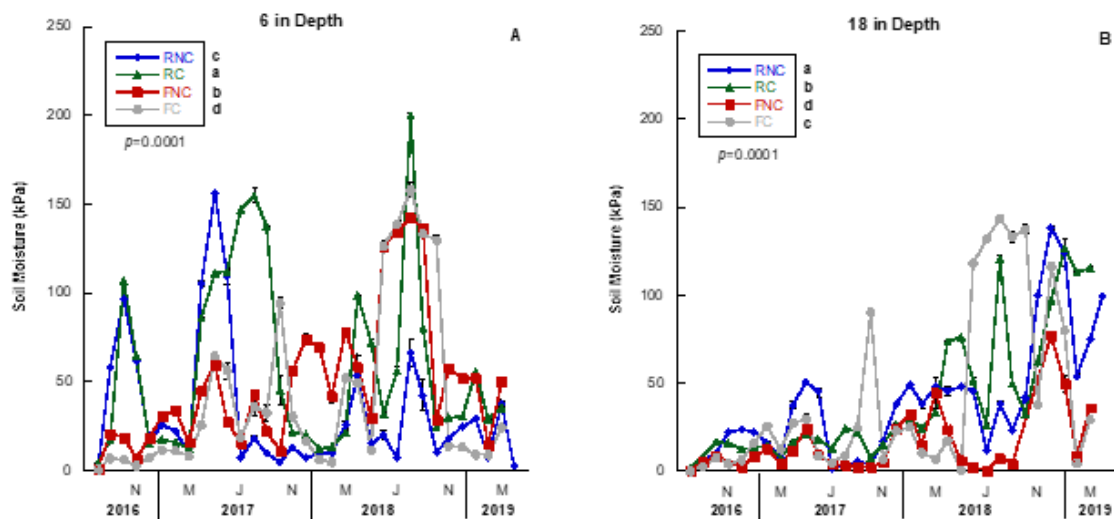 6 in Depth
A
250
200
150
100
50
0
Soil Moisture (kPa)
RNC c
RC a
FNC b
FC d
p=0.0001
N M J N M J N M
2016 2017 2018 2019
18 in Depth
B
250
200
150
100
50
0
Soil Moisture (kPa)
RNC a
RC b
FNC d
FC c
p=0.0001
N M J N M J N M
2016 2017 2018 2019